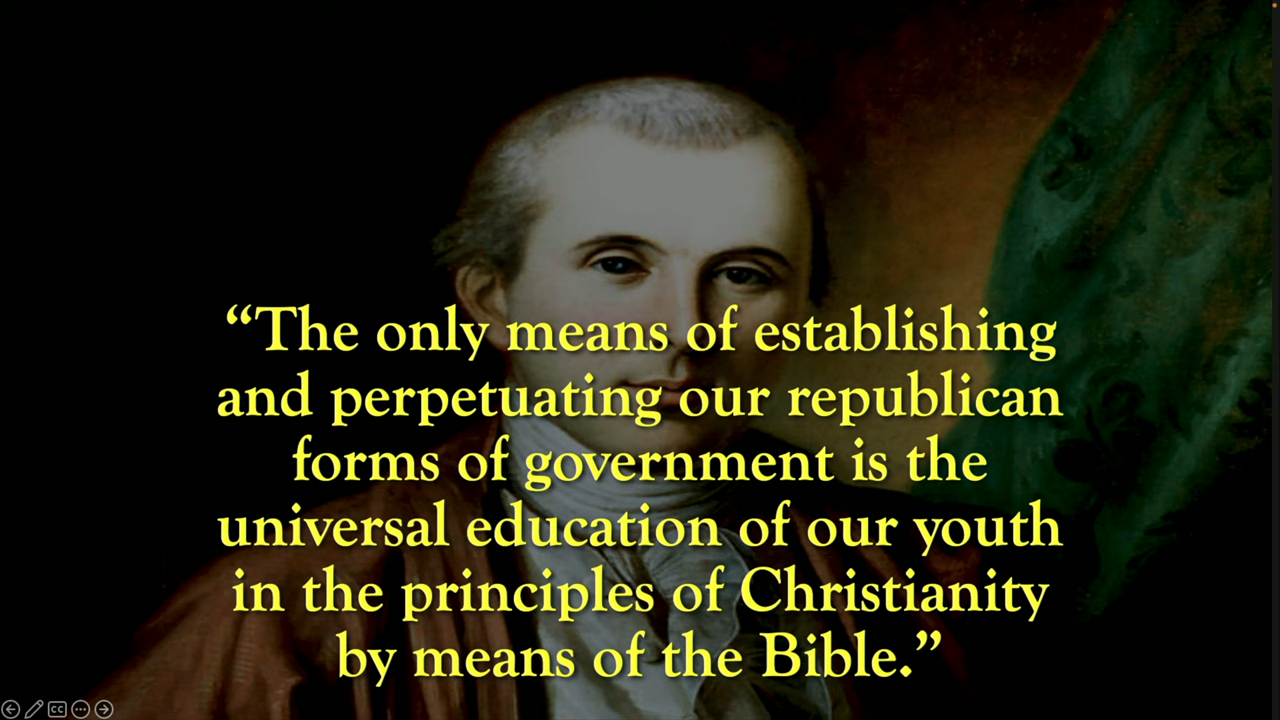 “The only means of establishing
and perpetuating our republican
forms of government is the
universal education of our youth
in the principles of Christianity
by means of the Bible.”
CC